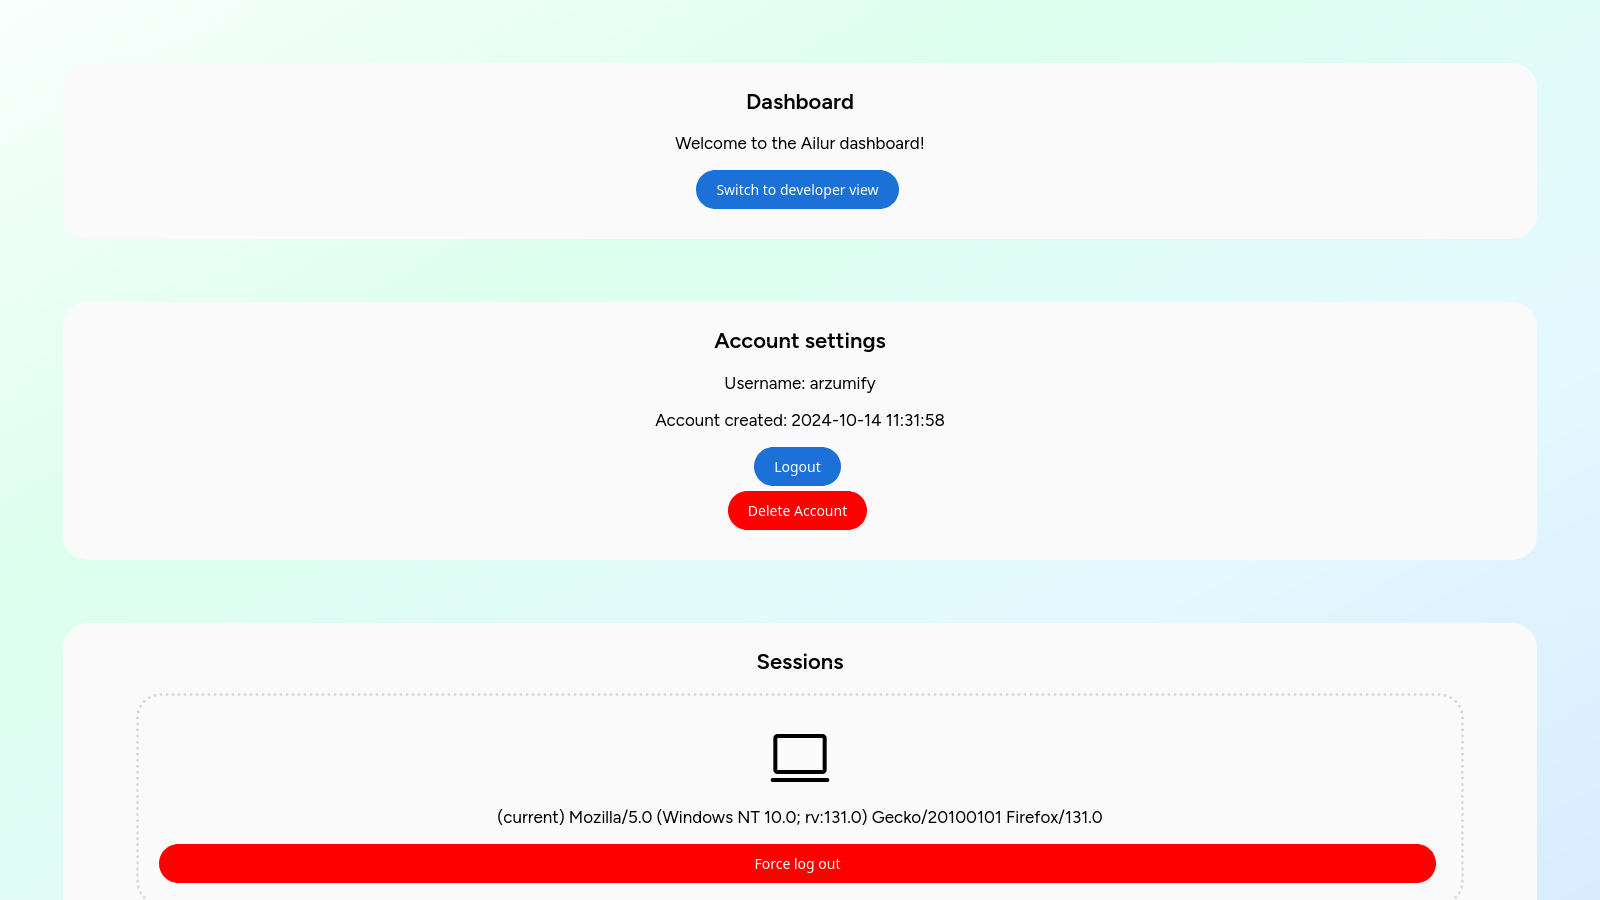 Dashboard
Welcome to the Ailur dashboard!
Switch to developer view
Account settings
Username: arzumify
Account created: 2024-10-14 11:31:58
Logout
Delete Account
Sessions
(current) Mozilla/5.0 (Windows NT 10.0; rv:131.0) Gecko/20100101 Firefox/131.0
Force log out